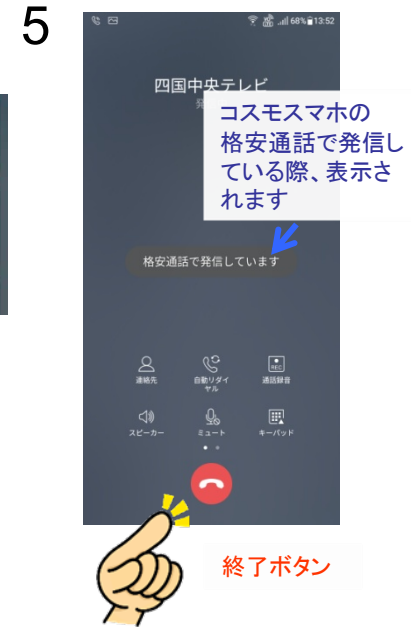 5
68% 13:52
四国中央テレビ
発
コスモスマホの
格安通話で発信し
ている際、表示さ
れます
格安通話で発信しています
連絡先
自動リダイ
ヤル
REC
通話録音
スピーカー
ミュート
キーパッド
終了ボタン